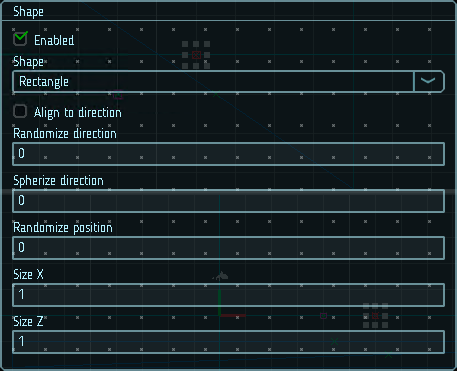 Shape
Enabled
Shape
Rectangle
Align to direction
Randomize direction
0
Spherize direction
0
Randomize position
0
Size X
1
Size Z
1